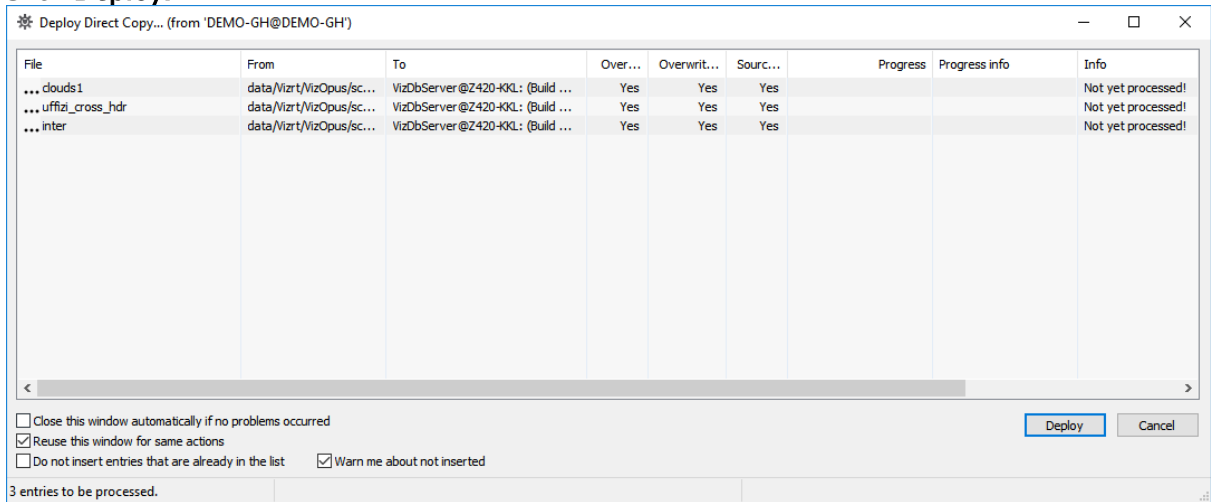 Deploy Direct Copy... (from 'DEMO-GH@DEMO-GH')
File From To Over... Overwrit... Sourc... Progress Progress info Info
... clouds1 data/Vizrt/VizOpus/sc... VizDbServer@Z420-KKL: (Build ... Yes Yes Yes Not yet processed!
... uffizi_cross_hdr data/Vizrt/VizOpus/sc... VizDbServer@Z420-KKL: (Build ... Yes Yes Yes Not yet processed!
... inter data/Vizrt/VizOpus/sc... VizDbServer@Z420-KKL: (Build ... Yes Yes Yes Not yet processed!
Close this window automatically if no problems occurred
Deploy Cancel
Reuse this window for same actions
Do not insert entries that are already in the list Warn me about not inserted
3 entries to be processed.